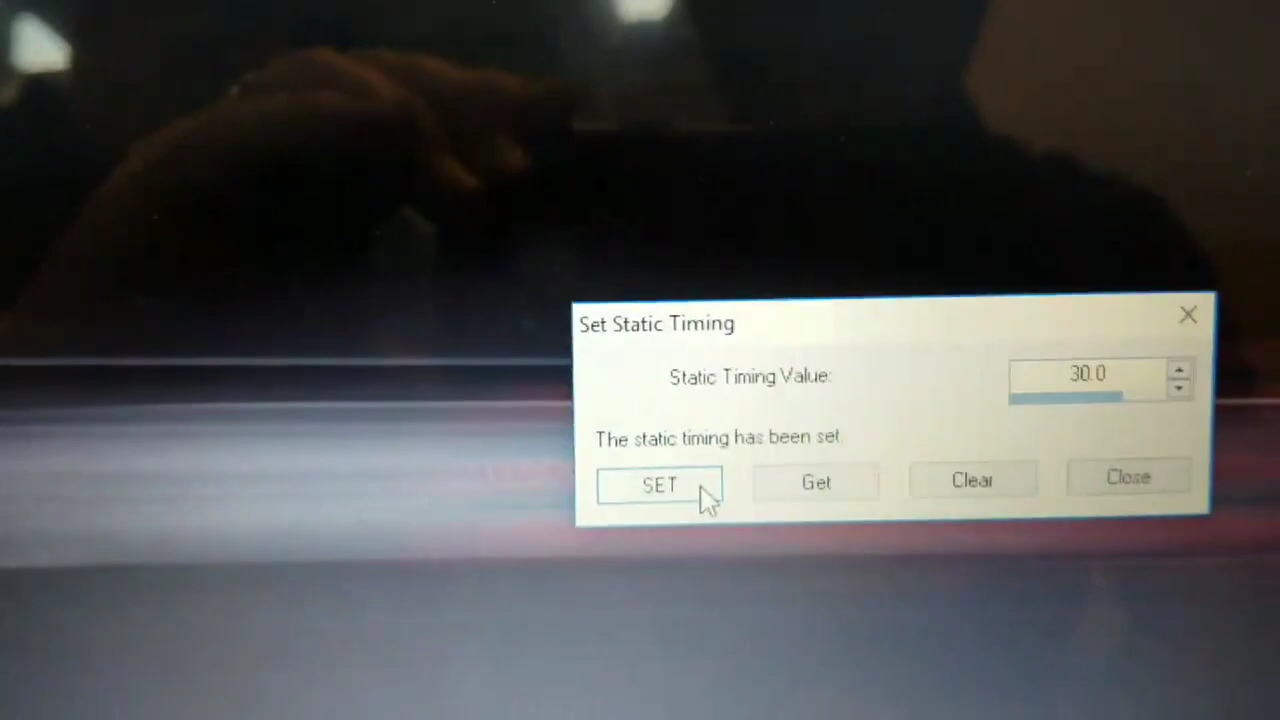 Set Static Timing
Static Timing Value:
30.0
The static timing has been set.
SET
Get
Clear
Close